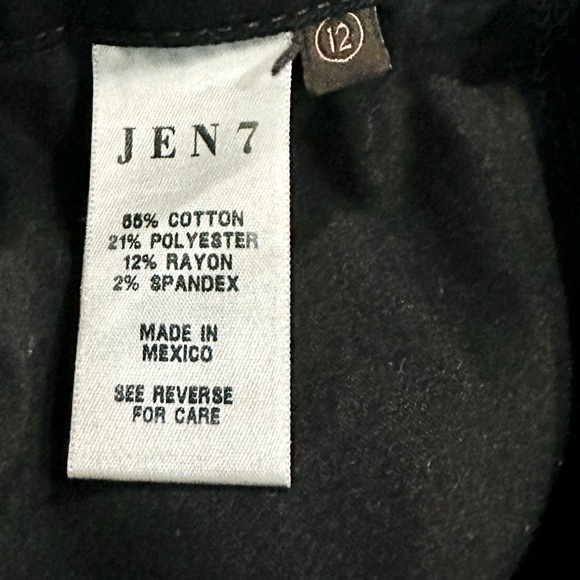 12
JEN7
65% COTTON
21% POLYESTER
12% RAYON
2% SPANDEX
MADE IN
MEXICO
SEE REVERSE
FOR CARE